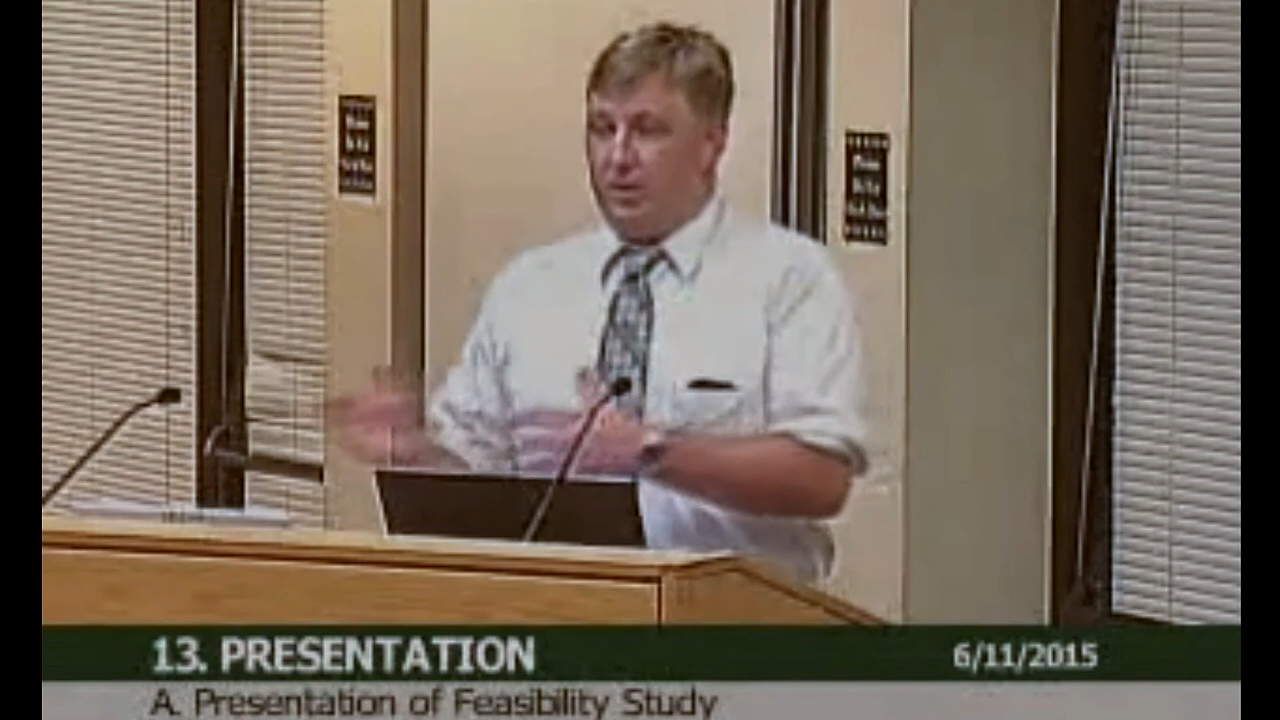 13. PRESENTATION
6/11/2015
A. Presentation of Feasibility Study